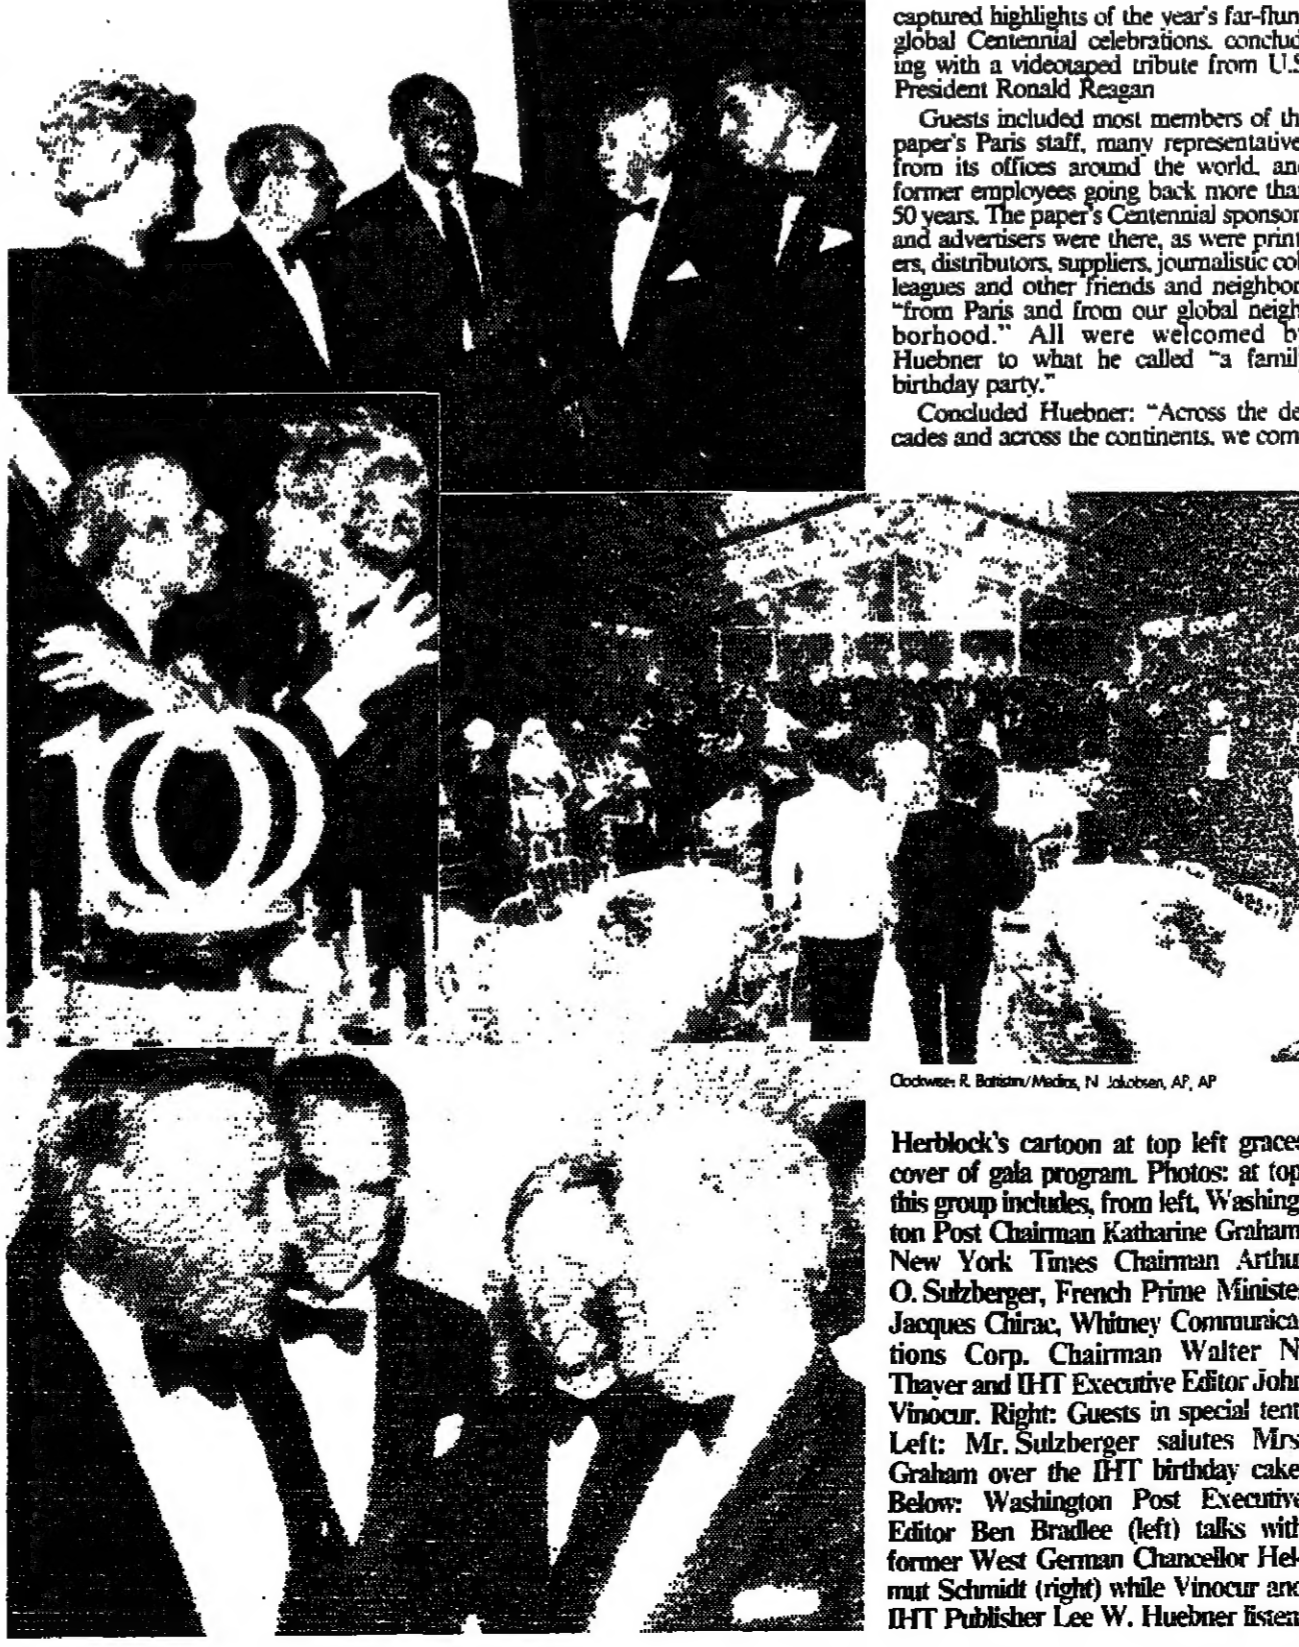 captured highlights of the year's far-flun
global Centennial celebrations, conclud
ing with a videotaped tribute from U.S
President Ronald Reagan
Guests included most members of th
paper's Paris staff, many representative
from its offices around the world, an
former employees going back more tha
50 years. The paper's Centennial sponsor
and advertisers were there, as were print
ers, distributors, suppliers, journalistic col
leagues and other friends and neighbor
"from Paris and from our global neigh
borhood." All were welcomed b
Huebner to what he called "a famil
birthday party."
Concluded Huebner: "Across the de
cades and across the continents, we com
100
Clockwise: R. Battistini/Medias, N. Jakobsen, AP, AP
Herblock's cartoon at top left graces
cover of gala program. Photos: at top
this group includes, from left, Washing
ton Post Chairman Katharine Graham
New York Times Chairman Arthu
O. Sulzberger, French Prime Ministe
Jacques Chirac, Whitney Communica
tions Corp. Chairman Walter N
Thayer and IHT Executive Editor John
Vinocur. Right: Guests in special tent
Left: Mr. Sulzberger salutes Mrs
Graham over the IHT birthday cake
Below: Washington Post Executive
Editor Ben Bradlee (left) talks with
former West German Chancellor Hel-
mut Schmidt (right) while Vinocur and
IHT Publisher Lee W. Huebner listen